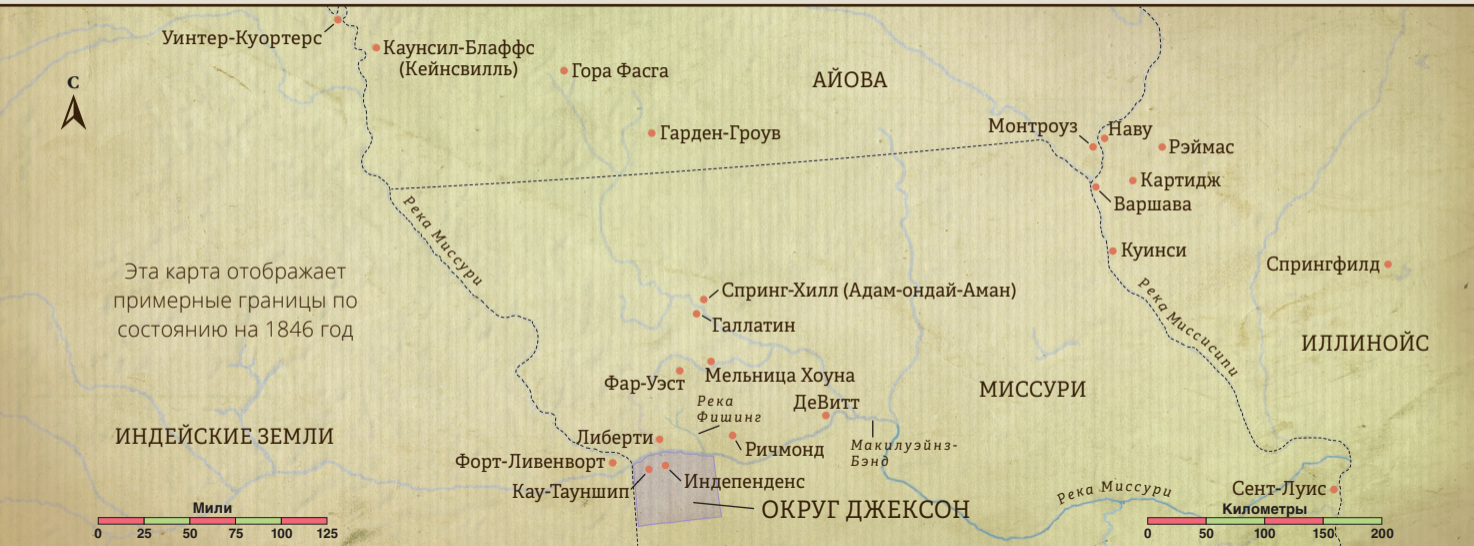 Уинтер-Куортерс
Каунсил-Блаффс
(Кейнсвилль)
Гора Фасга
АЙОВА
С
Гарден-Гроув
Монтроуз
Наву
Рэймас
Картидж
Варшава
Река Миссури
Куинси
Спрингфилд
Эта карта отображает
примерные границы по
состоянию на 1846 год
Спринг-Хилл (Адам-ондай-Аман)
Галлатин
Река Миссисипи
ИЛЛИНОЙС
Мельница Хоуна
Фар-Уэст
МИССУРИ
Река
Фишинг
ДеВитт
ИНДЕЙСКИЕ ЗЕМЛИ
Либерти
Ричмонд
Макилуэйнз-
Бэнд
Форт-Ливенворт
Кау-Тауншип
Индепенденс
ОКРУГ ДЖЕКСОН
Река Миссури
Сент-Луис
Мили
0 25 50 75 100 125
Километры
0 50 100 150 200